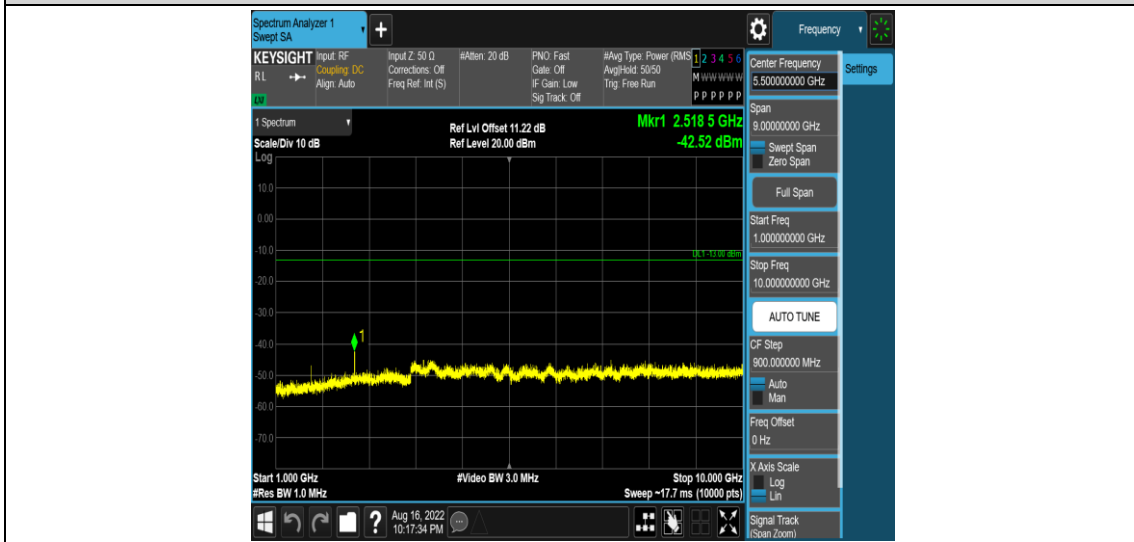 Spectrum Analyzer 1
Swept SA
Frequency
KEYSIGHT
RL
Input: RF
Coupling: DC
Align: Auto
Input Z: 50 Ω
Corrections: Off
Freq Ref: Int (S)
#Atten: 20 dB
PNO: Fast
Gate: Off
IF Gain: Low
Sig Track: Off
#Avg Type: Power (RMS
Avg|Hold: 50/50
Trig: Free Run
1 2 3 4 5 6
M W W W W W
P P P P P P
1 Spectrum
Scale/Div 10 dB
Log
Ref Lvl Offset 11.22 dB
Ref Level 20.00 dBm
Mkr1 2.518 5 GHz
-42.52 dBm
10.0
0.00
-10.0
DL1 -13.00 dBm
-20.0
-30.0
-40.0
1
-50.0
-60.0
-70.0
Start 1.000 GHz
#Res BW 1.0 MHz
#Video BW 3.0 MHz
Stop 10.000 GHz
Sweep ~17.7 ms (10000 pts)
Aug 16, 2022
10:17:34 PM
Center Frequency
5.500000000 GHz
Settings
Span
9.00000000 GHz
Swept Span
Zero Span
Full Span
Start Freq
1.000000000 GHz
Stop Freq
10.000000000 GHz
AUTO TUNE
CF Step
900.000000 MHz
Auto
Man
Freq Offset
0 Hz
X Axis Scale
Log
Lin
Signal Track
(Span Zoom)